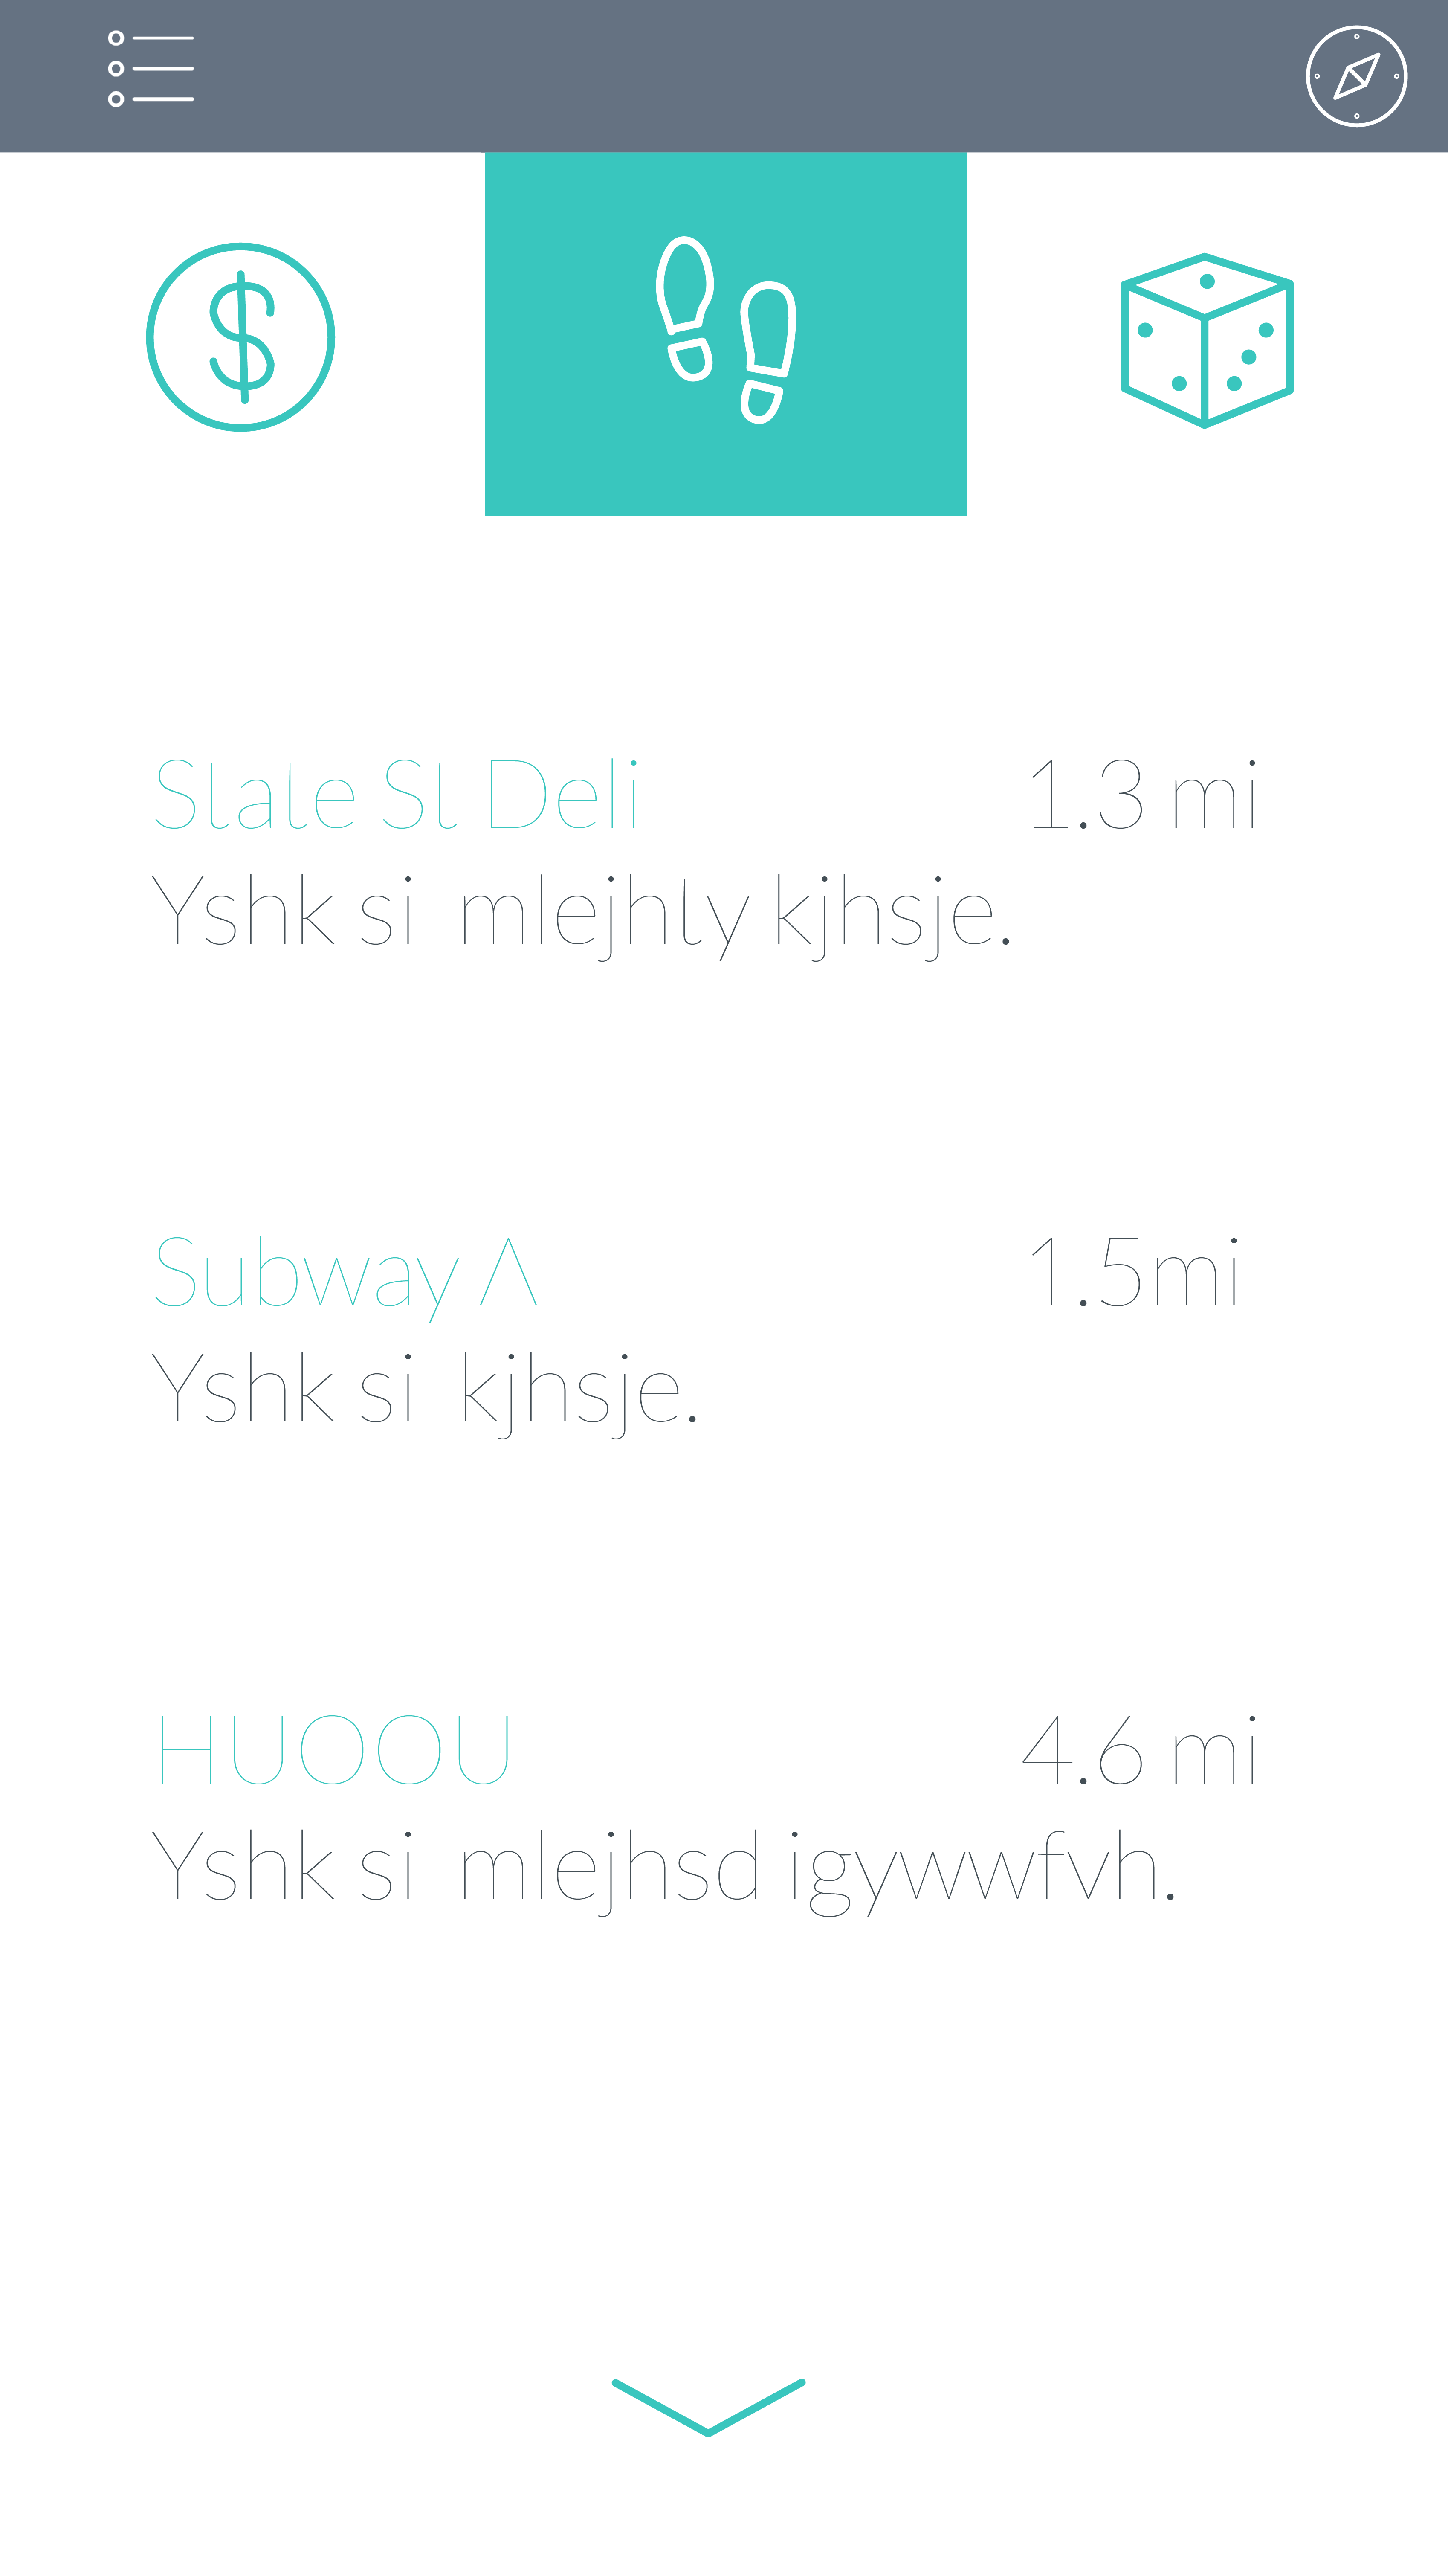 State St Deli 1.3 mi
Yshk si  mlejhty kjhsje.
Subway A 1.5mi
Yshk si  kjhsje.
HUOOU 4.6 mi
Yshk si  mlejhsd igywwfvh.